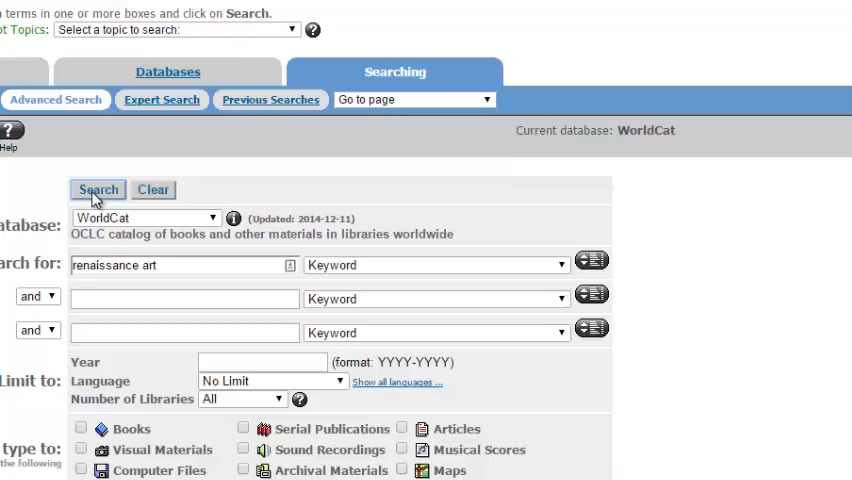 n terms in one or more boxes and click on Search.
ot Topics: Select a topic to search:
Databases Searching
Advanced Search Expert Search Previous Searches Go to page
Help Current database: WorldCat
Search Clear
atabase: WorldCat (Updated: 2014-12-11)
OCLC catalog of books and other materials in libraries worldwide
arch for: renaissance art Keyword
and Keyword
and Keyword
Year (format: YYYY-YYYY)
Limit to: Language No Limit Show all languages ...
Number of Libraries All
Books Serial Publications Articles
type to: Visual Materials Sound Recordings Musical Scores
the following Computer Files Archival Materials Maps